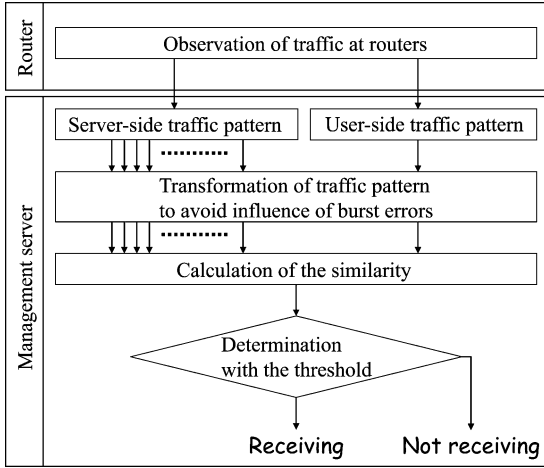 Router
Observation of traffic at routers
Management server
Server-side traffic pattern
User-side traffic pattern
Transformation of traffic pattern
to avoid influence of burst errors
Calculation of the similarity
Determination
with the threshold
Receiving
Not receiving